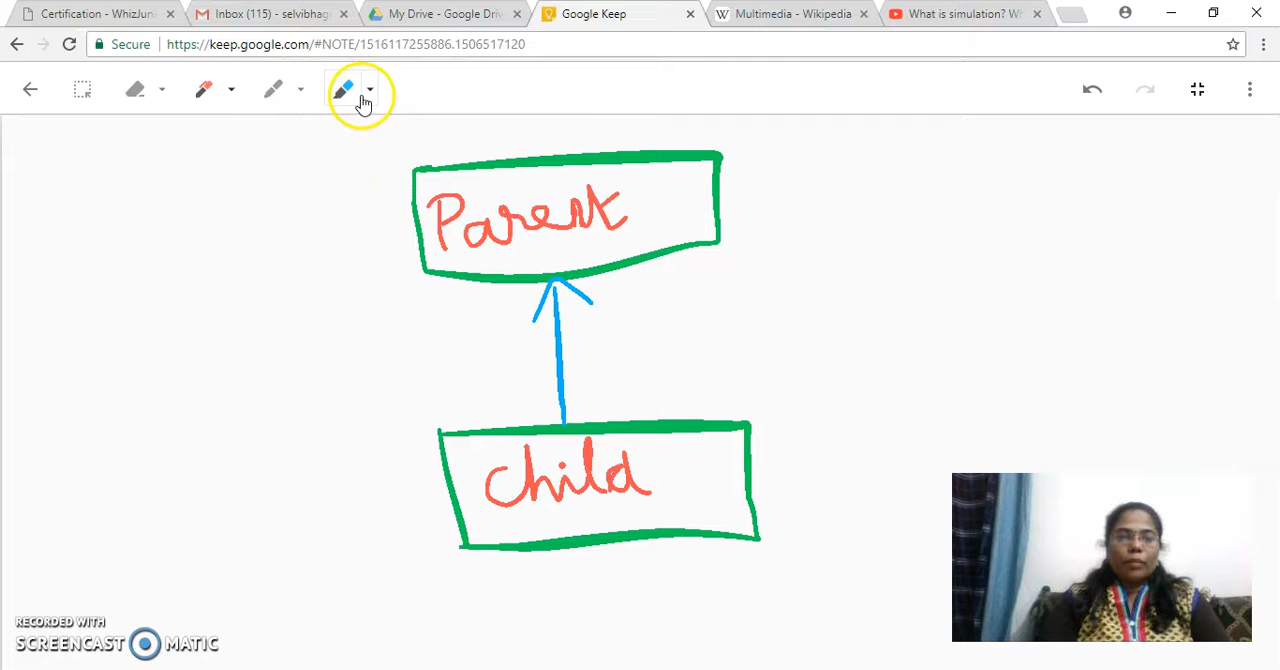 Certification - WhizJuni
Inbox (115) - selvibhag
My Drive - Google Driv
Google Keep
Multimedia - Wikipedia
What is simulation? Wh
Secure
https://keep.google.com/#NOTE/1516117255886.1506517120
Parent
child
RECORDED WITH
SCREENCAST MATIC